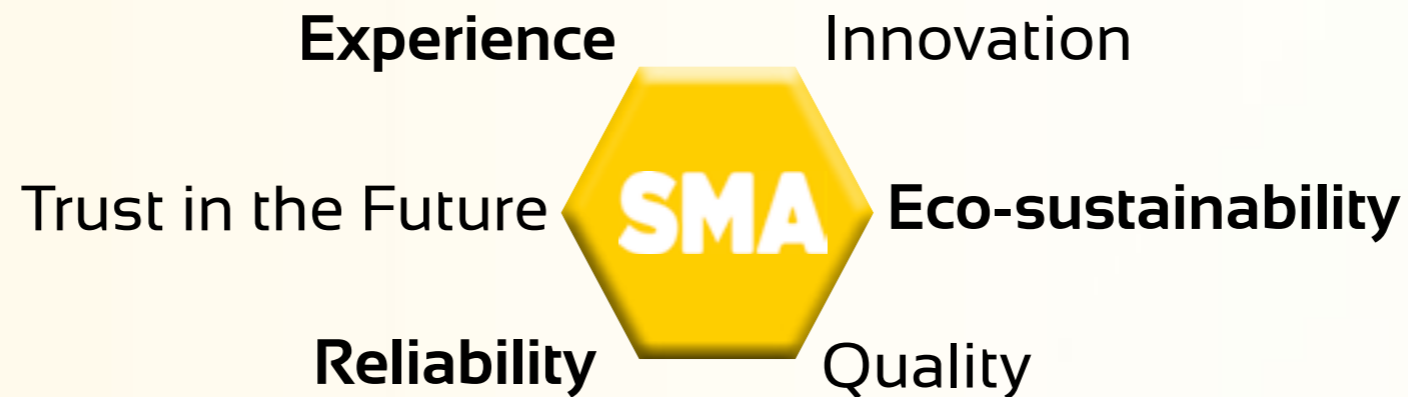 Experience
Innovation
Trust in the Future
SMA
Eco-sustainability
Reliability
Quality